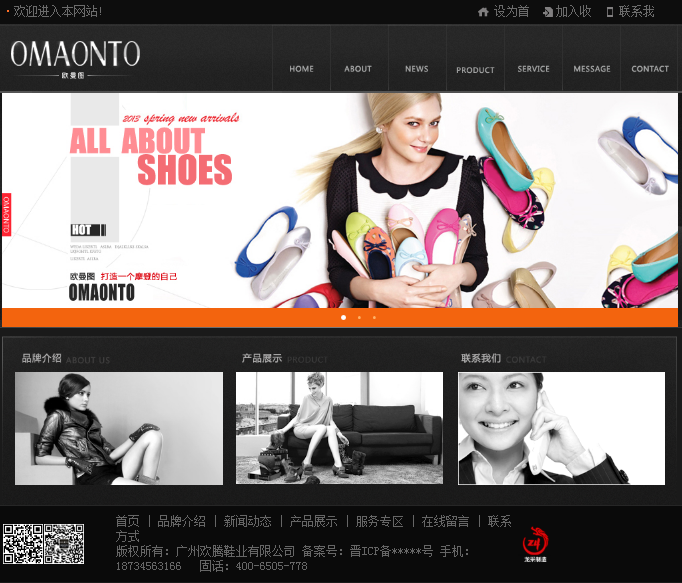 欢迎进入本网站!
设为首 加入收 联系我
OMAONTO
欧曼图
HOME ABOUT NEWS PRODUCT SERVICE MESSAGE CONTACT
2013 spring new arrivals
ALL ABOUT
SHOES
OMAONTO
HOT
欧曼图 打造一个摩登的自己
OMAONTO
品牌介绍 ABOUT US
产品展示 PRODUCT
联系我们 CONTACT
首页 | 品牌介绍 | 新闻动态 | 产品展示 | 服务专区 | 在线留言 | 联系
方式
版权所有：广州欧腾鞋业有限公司 备案号：晋ICP备*****号 手机：
18734563166 固话：400-6505-778
龙采制造